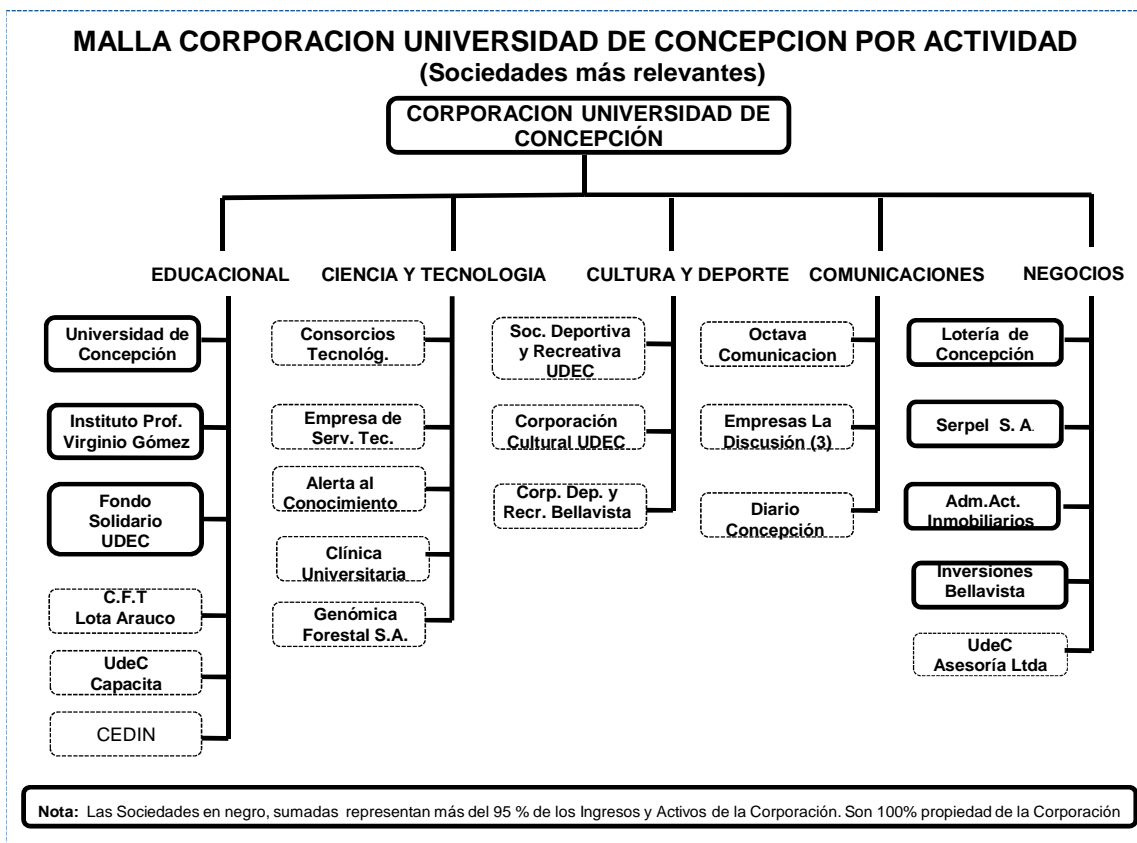 MALLA CORPORACION UNIVERSIDAD DE CONCEPCION POR ACTIVIDAD
(Sociedades más relevantes)
CORPORACION UNIVERSIDAD DE
CONCEPCIÓN
EDUCACIONAL
Universidad de
Concepción
Instituto Prof.
Virginio Gómez
Fondo
Solidario
UDEC
C.F.T
Lota Arauco
UdeC
Capacita
CEDIN
CIENCIA Y TECNOLOGIA
Consorcios
Tecnológ.
Empresa de
Serv. Tec.
Alerta al
Conocimiento
Clínica
Universitaria
Genómica
Forestal S.A.
CULTURA Y DEPORTE
Soc. Deportiva
y Recreativa
UDEC
Corporación
Cultural UDEC
Corp. Dep. y
Recr. Bellavista
COMUNICACIONES
Octava
Comunicacion
Empresas La
Discusión (3)
Diario
Concepción
NEGOCIOS
Lotería de
Concepción
Serpel S. A.
Adm.Act.
Inmobiliarios
Inversiones
Bellavista
UdeC
Asesoría Ltda
Nota: Las Sociedades en negro, sumadas representan más del 95 % de los Ingresos y Activos de la Corporación. Son 100% propiedad de la Corporación